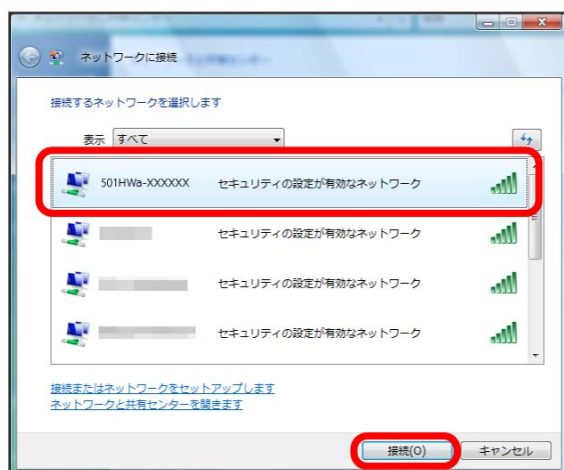 ネットワークに接続
接続するネットワークを選択します
表示 すべて
501HWa-XXXXXX セキュリティの設定が有効なネットワーク
セキュリティの設定が有効なネットワーク
セキュリティの設定が有効なネットワーク
セキュリティの設定が有効なネットワーク
接続またはネットワークをセットアップします
ネットワークと共有センターを開きます
接続(O) キャンセル